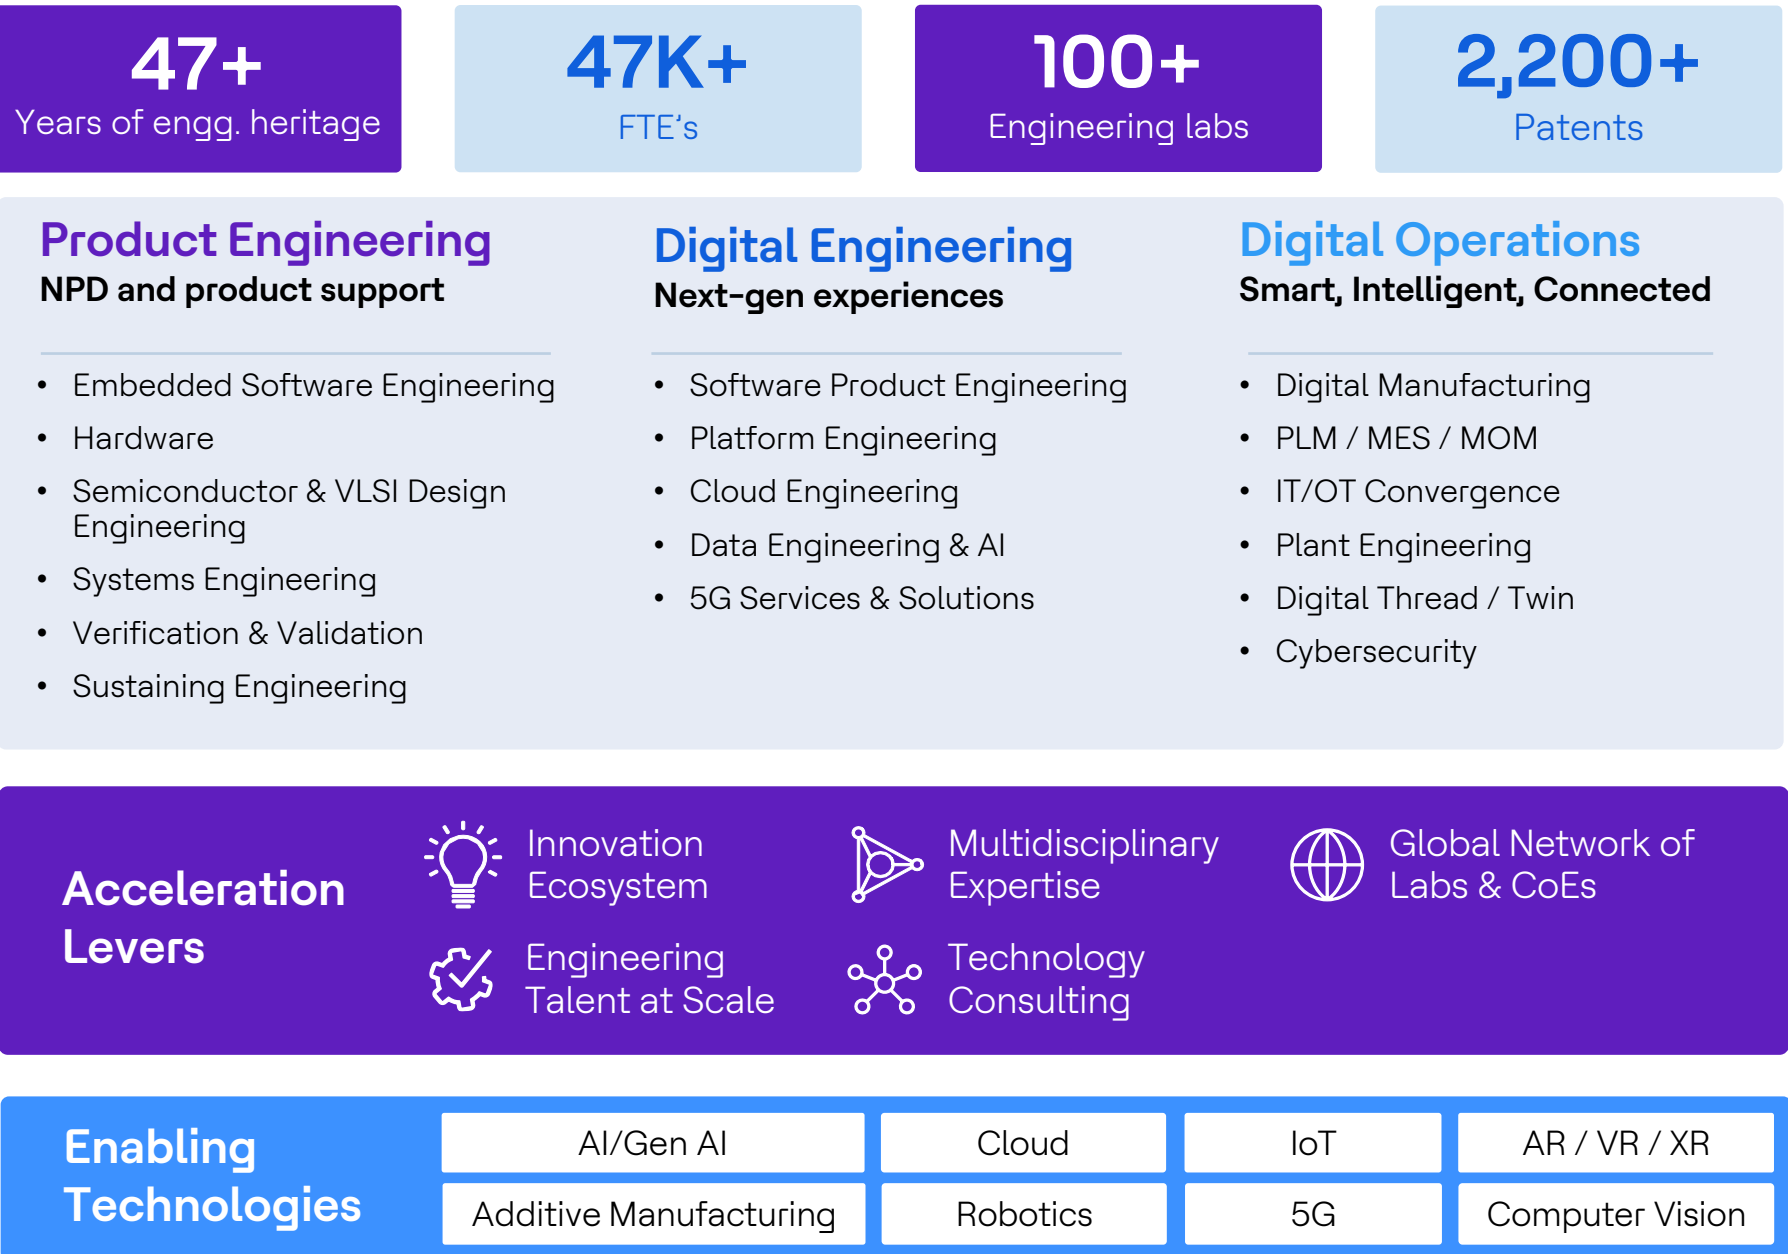 47+
Years of engg. heritage
47K+
FTE‘s
100+
Engineering labs
2,200+
Patents
Product Engineering
NPD and product support
• Embedded Software Engineering
• Hardware
• Semiconductor & VLSI Design
Engineering
• Systems Engineering
• Verification & Validation
• Sustaining Engineering
Digital Engineering
Next-gen experiences
• Software Product Engineering
• Platform Engineering
• Cloud Engineering
• Data Engineering & AI
• 5G Services & Solutions
Digital Operations
Smart, Intelligent, Connected
• Digital Manufacturing
• PLM / MES / MOM
• IT/OT Convergence
• Plant Engineering
• Digital Thread / Twin
• Cybersecurity
Acceleration
Levers
Innovation
Ecosystem
Multidisciplinary
Expertise
Global Network of
Labs & CoEs
Engineering
Talent at Scale
Technology
Consulting
Enabling
Technologies
AI/Gen AI
Cloud
IoT
AR / VR / XR
Additive Manufacturing
Robotics
5G
Computer Vision